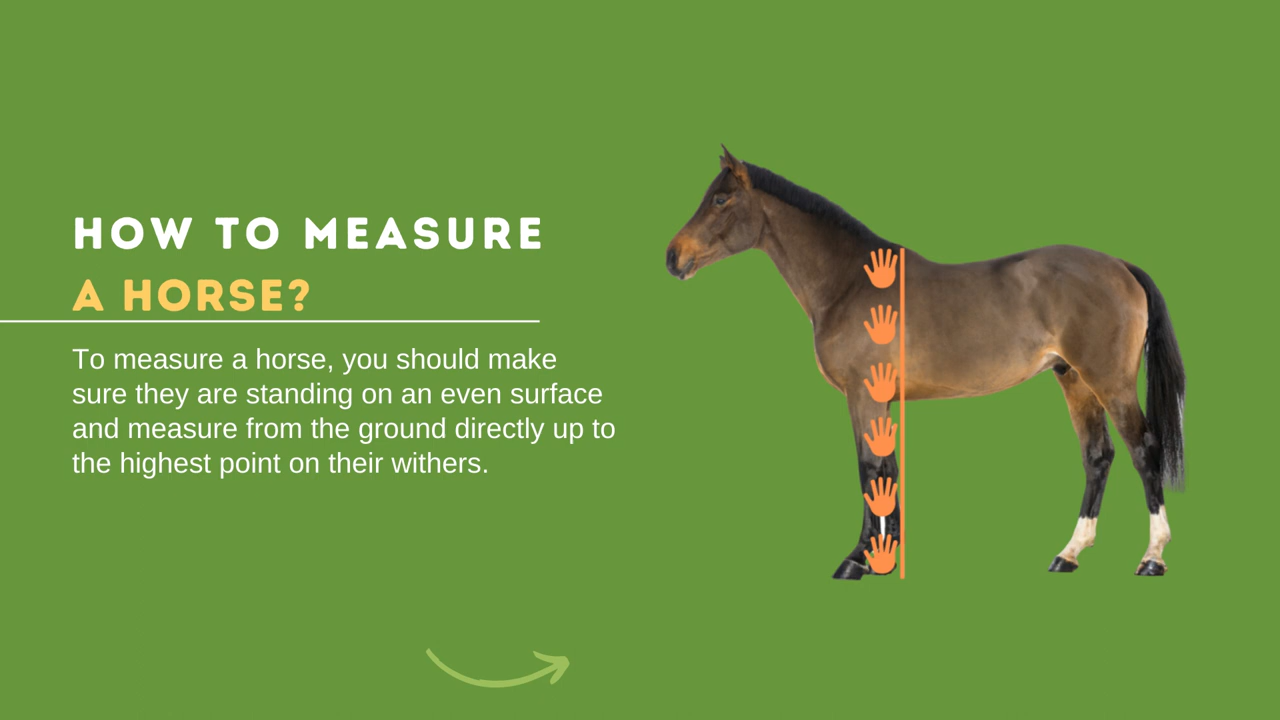 HOW TO MEASURE
A HORSE?
To measure a horse, you should make
sure they are standing on an even surface
and measure from the ground directly up to
the highest point on their withers.